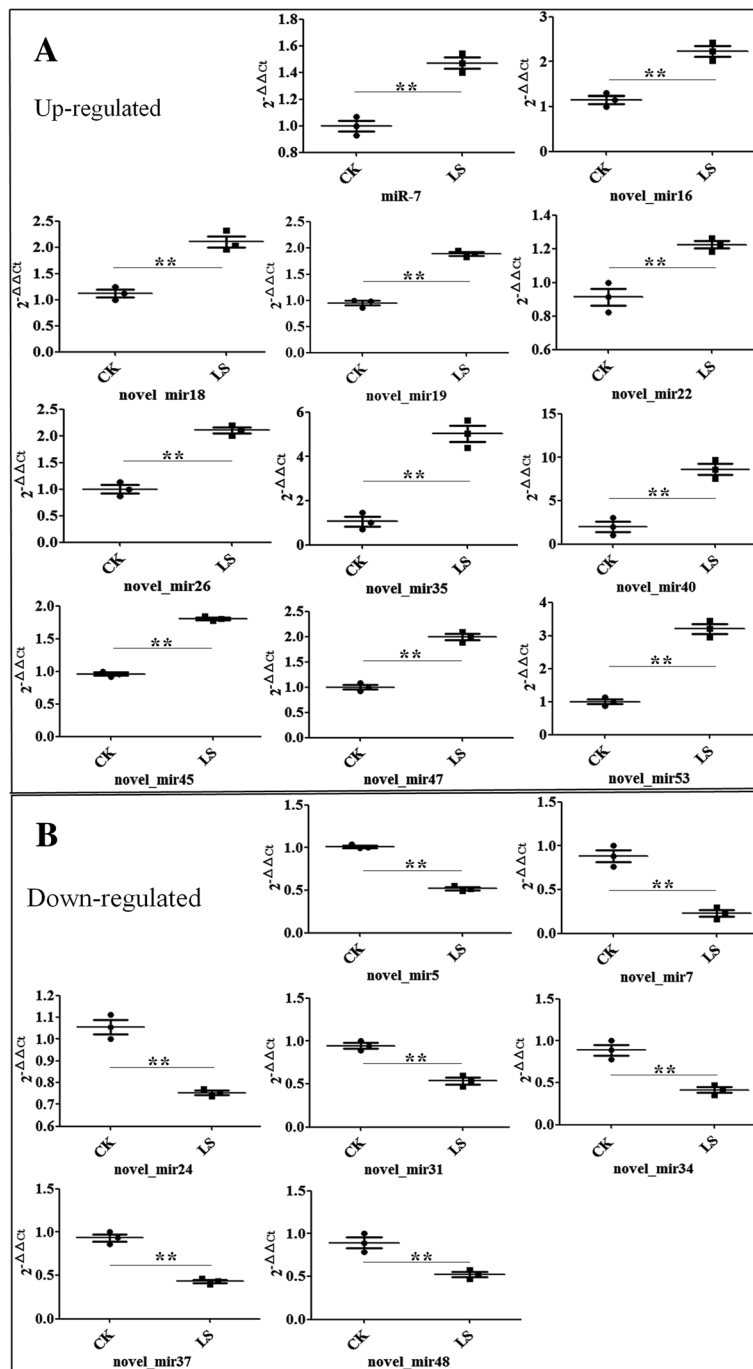 A
Up-regulated
2^-ΔΔCt
1.8
1.6
1.4
1.2
1.0
0.8
**
CK LS
miR-7
2^-ΔΔCt
3
2
1
0
**
CK LS
novel_mir16
2^-ΔΔCt
2.5
2.0
1.5
1.0
0.5
0.0
**
CK LS
novel_mir18
2^-ΔΔCt
2.5
2.0
1.5
1.0
0.5
0.0
**
CK LS
novel_mir19
2^-ΔΔCt
1.4
1.2
1.0
0.8
0.6
**
CK LS
novel_mir22
2^-ΔΔCt
2.5
2.0
1.5
1.0
0.5
0.0
**
CK LS
novel_mir26
2^-ΔΔCt
6
4
2
0
**
CK LS
novel_mir35
2^-ΔΔCt
15
10
5
0
**
CK LS
novel_mir40
2^-ΔΔCt
2.0
1.5
1.0
0.5
0.0
**
CK LS
novel_mir45
2^-ΔΔCt
2.5
2.0
1.5
1.0
0.5
0.0
**
CK LS
novel_mir47
2^-ΔΔCt
4
3
2
1
0
**
CK LS
novel_mir53
B
Down-regulated
2^-ΔΔCt
1.5
1.0
0.5
0.0
**
CK LS
novel_mir5
2^-ΔΔCt
1.5
1.0
0.5
0.0
**
CK LS
novel_mir7
2^-ΔΔCt
1.2
1.1
1.0
0.9
0.8
0.7
0.6
**
CK LS
novel_mir24
2^-ΔΔCt
1.5
1.0
0.5
0.0
**
CK LS
novel_mir31
2^-ΔΔCt
1.5
1.0
0.5
0.0
**
CK LS
novel_mir34
2^-ΔΔCt
1.5
1.0
0.5
0.0
**
CK LS
novel_mir37
2^-ΔΔCt
1.5
1.0
0.5
0.0
**
CK LS
novel_mir48